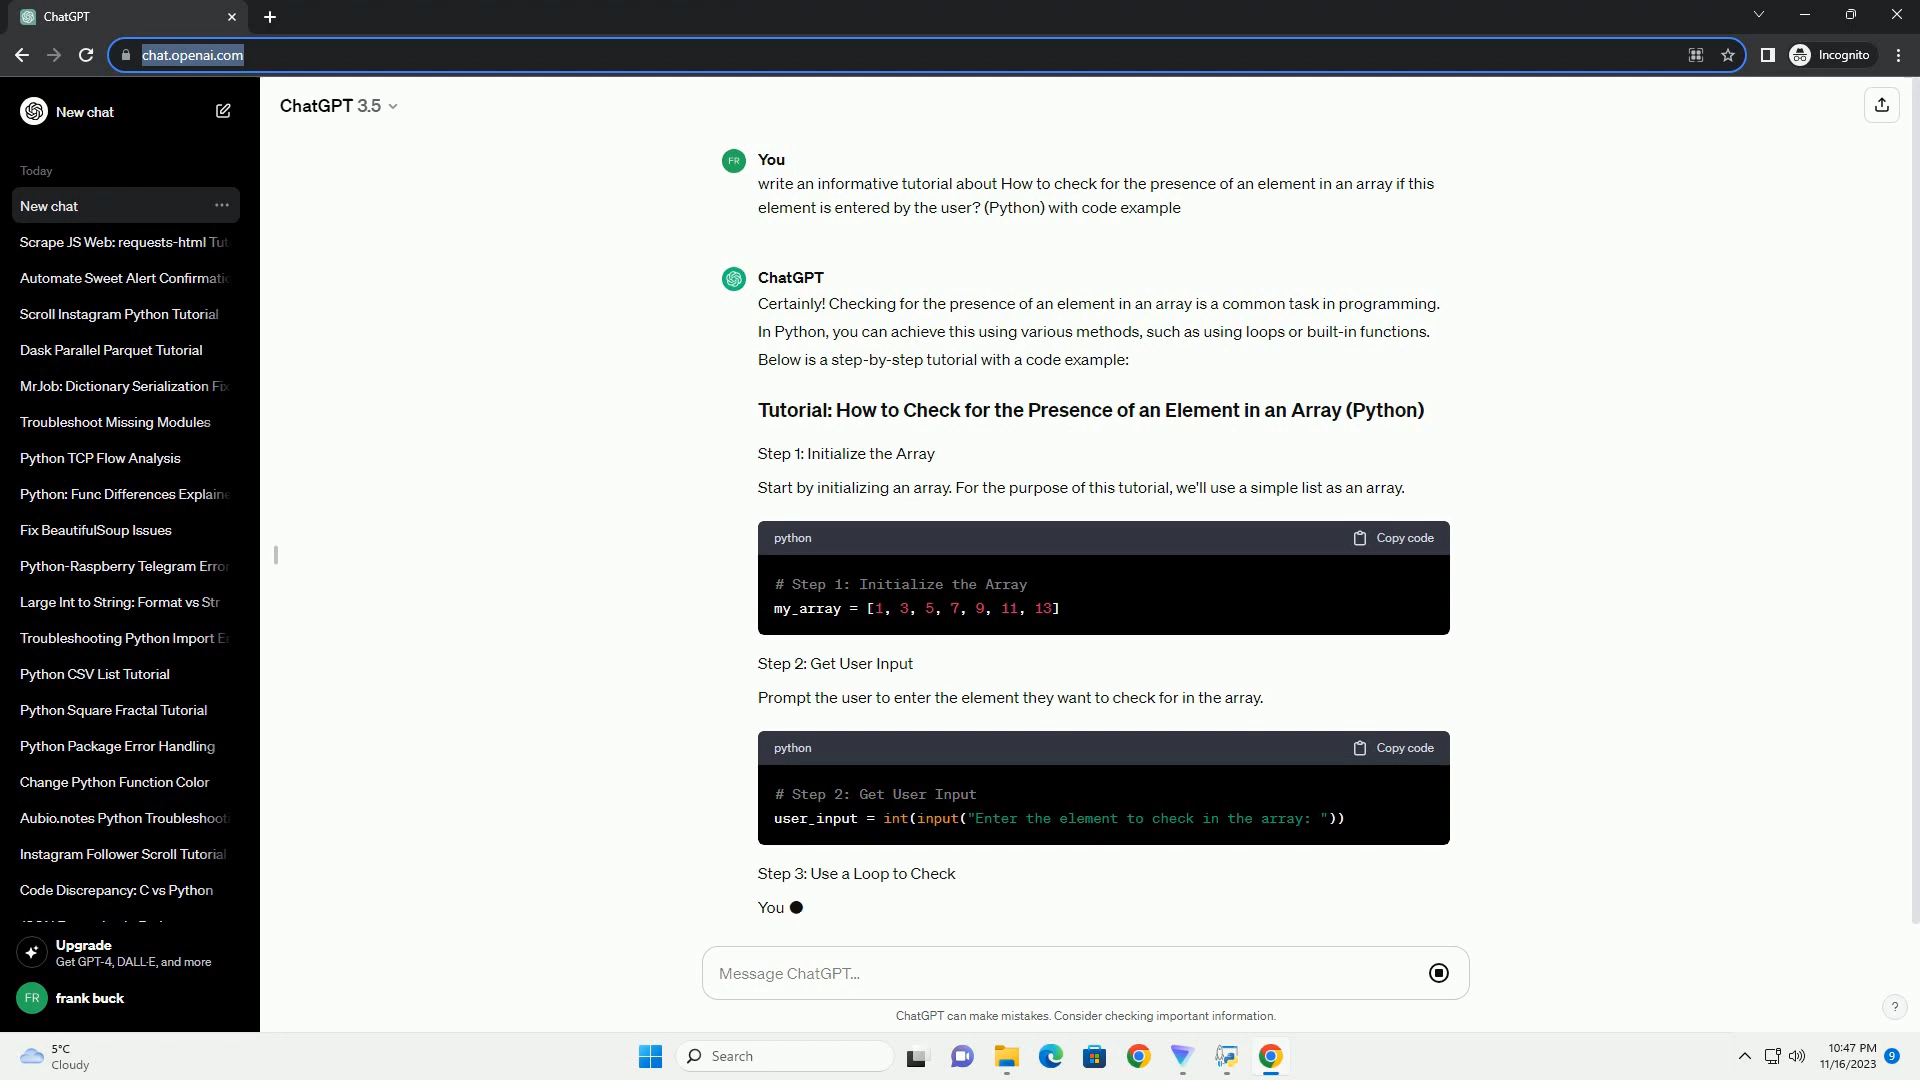 ChatGPT
chat.openai.com
Incognito
New chat
Today
New chat
Scrape JS Web: requests-html Tut
Automate Sweet Alert Confirmatio
Scroll Instagram Python Tutorial
Dask Parallel Parquet Tutorial
MrJob: Dictionary Serialization Fix
Troubleshoot Missing Modules
Python TCP Flow Analysis
Python: Func Differences Explaine
Fix BeautifulSoup Issues
Python-Raspberry Telegram Error
Large Int to String: Format vs Str
Troubleshooting Python Import Er
Python CSV List Tutorial
Python Square Fractal Tutorial
Python Package Error Handling
Change Python Function Color
Aubio.notes Python Troubleshooti
Instagram Follower Scroll Tutorial
Code Discrepancy: C vs Python
Upgrade
Get GPT-4, DALL·E, and more
FR
frank buck
ChatGPT 3.5
FR
You
write an informative tutorial about How to check for the presence of an element in an array if this
element is entered by the user? (Python) with code example
ChatGPT
Certainly! Checking for the presence of an element in an array is a common task in programming.
In Python, you can achieve this using various methods, such as using loops or built-in functions.
Below is a step-by-step tutorial with a code example:
Tutorial: How to Check for the Presence of an Element in an Array (Python)
Step 1: Initialize the Array
Start by initializing an array. For the purpose of this tutorial, we'll use a simple list as an array.
python
Copy code
# Step 1: Initialize the Array
my_array = [1, 3, 5, 7, 9, 11, 13]
Step 2: Get User Input
Prompt the user to enter the element they want to check for in the array.
python
Copy code
# Step 2: Get User Input
user_input = int(input("Enter the element to check in the array: "))
Step 3: Use a Loop to Check
You
Message ChatGPT...
ChatGPT can make mistakes. Consider checking important information.
?
5°C
Cloudy
Search
10:47 PM
11/16/2023
9